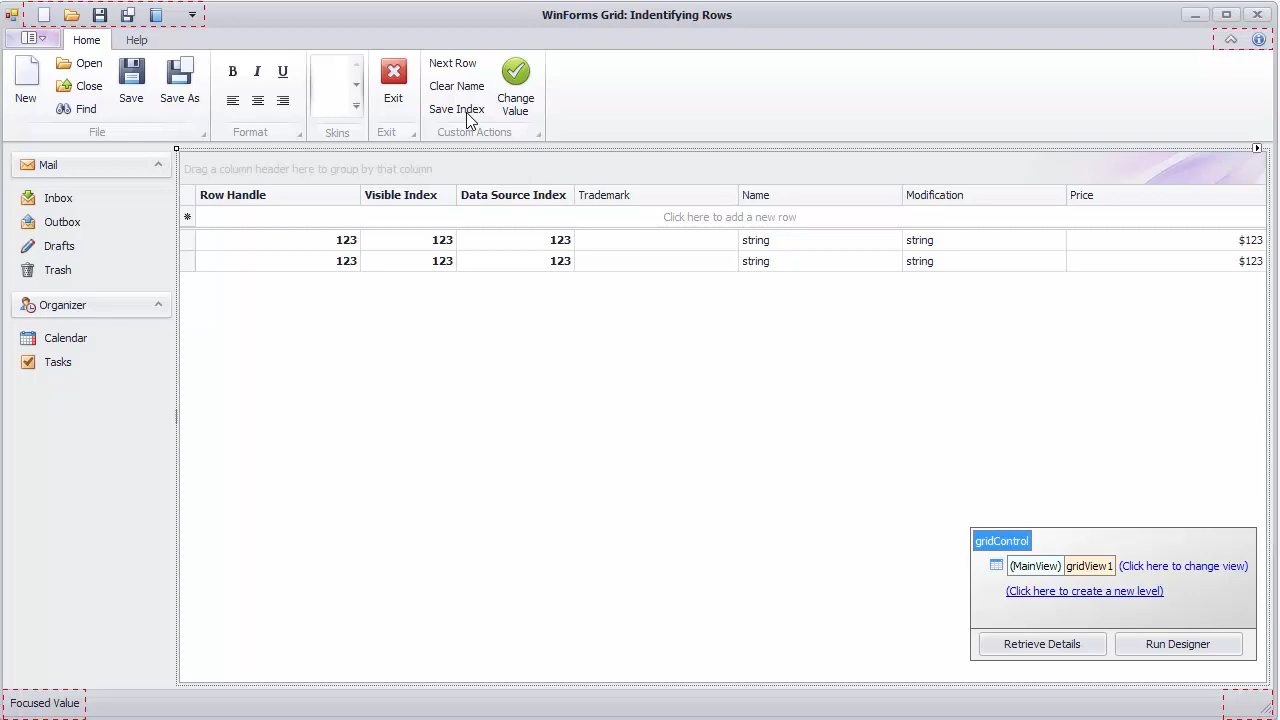 WinForms Grid: Indentifying Rows
Home
Help
New
Open
Close
Find
Save
Save As
File
B I U
Format
Skins
Exit
Exit
Next Row
Clear Name
Save Index
Change
Value
Custom Actions
Mail
Inbox
Outbox
Drafts
Trash
Organizer
Calendar
Tasks
Drag a column header here to group by that column
Row Handle Visible Index Data Source Index Trademark Name Modification Price
Click here to add a new row
123 123 123 string string $123
123 123 123 string string $123
gridControl
(MainView) gridView1 (Click here to change view)
(Click here to create a new level)
Retrieve Details Run Designer
Focused Value